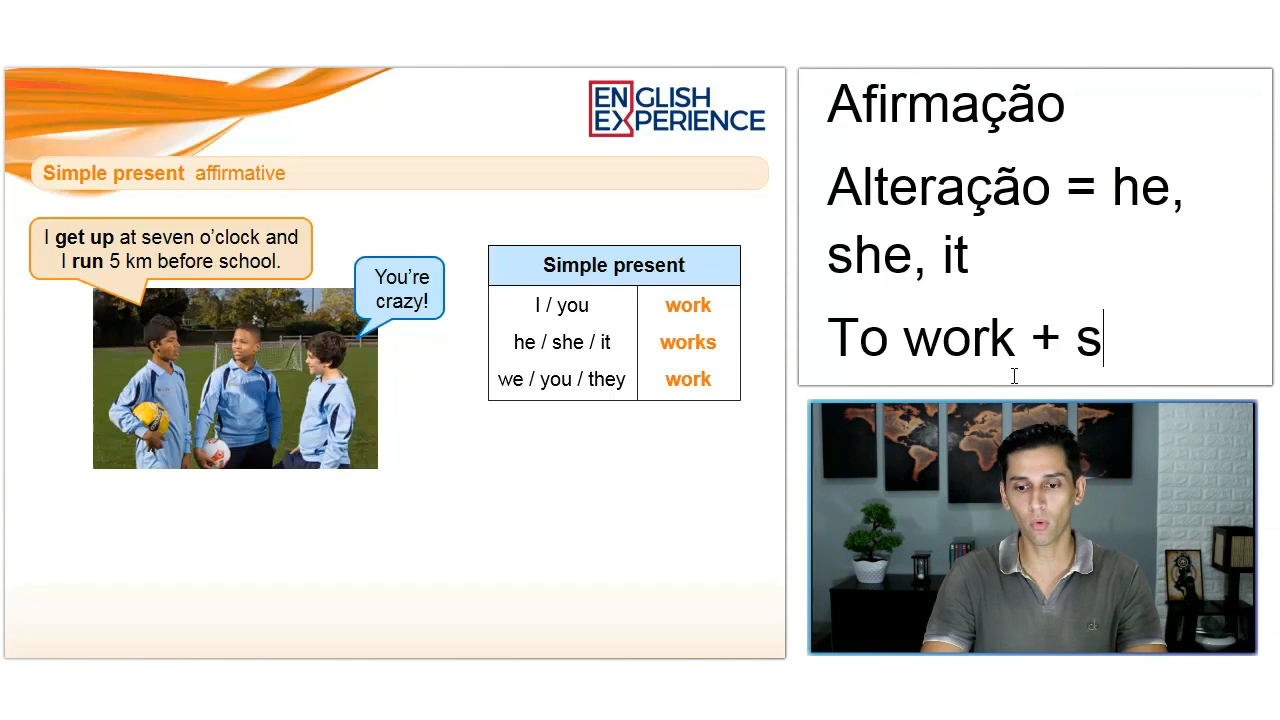 ENGLISH
EXPERIENCE
Simple present affirmative
I get up at seven o’clock and
I run 5 km before school.
You’re
crazy!
Simple present
I / you work
he / she / it works
we / you / they work
Afirmação
Alteração = he,
she, it
To work + s